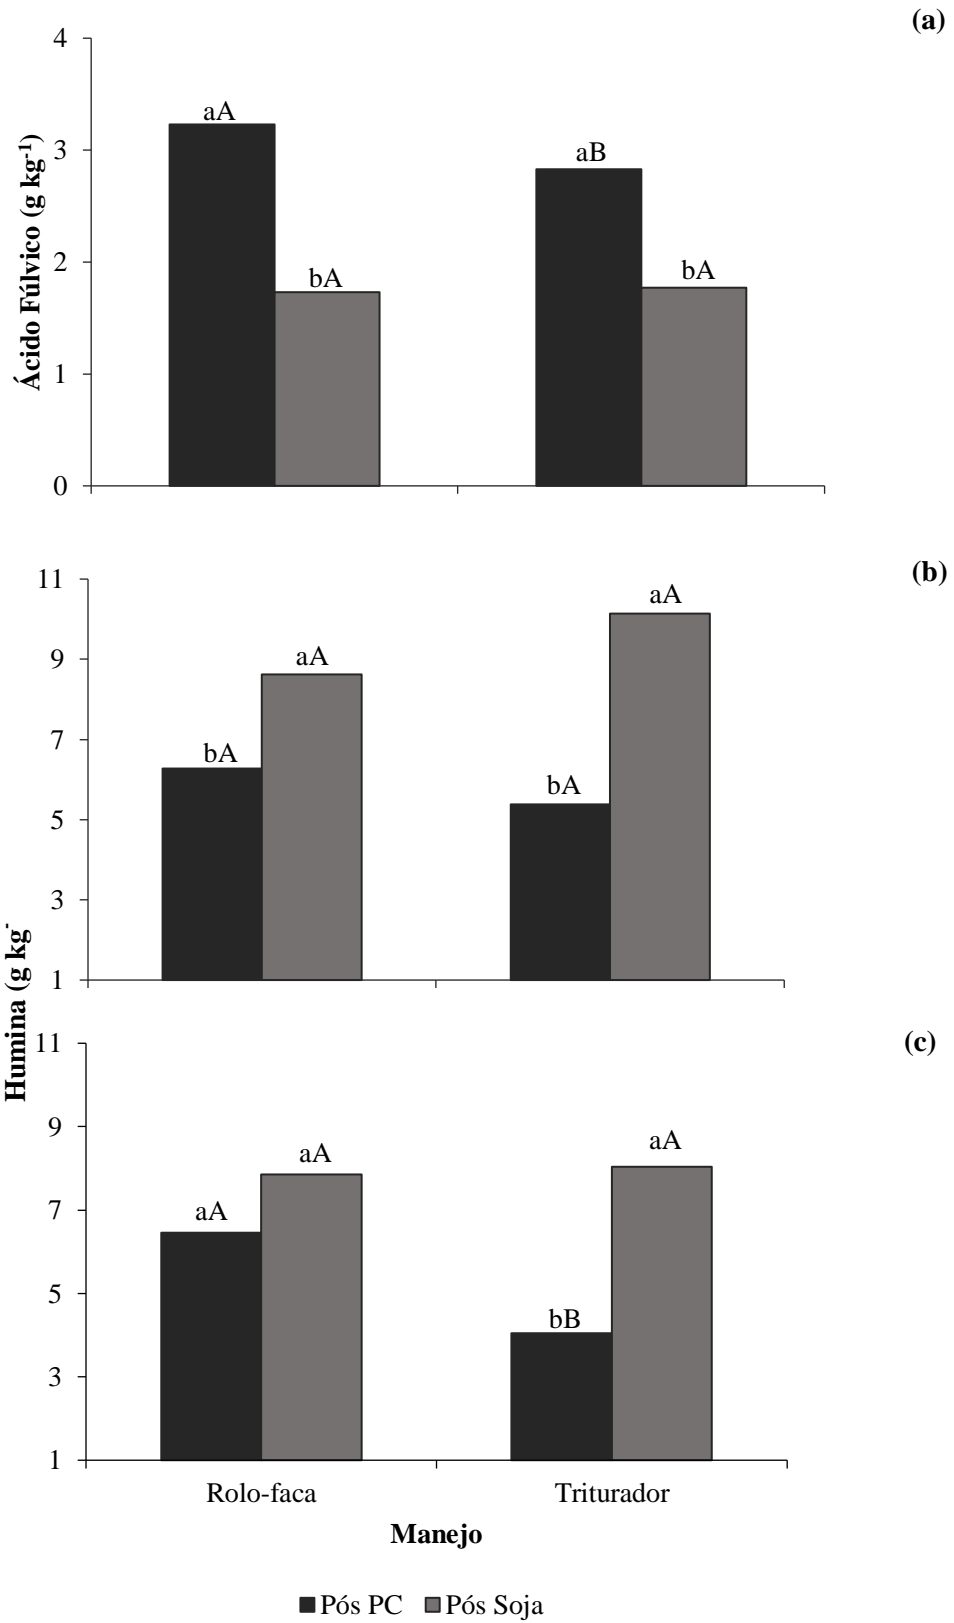 (a)
Ácido Fúlvico (g kg-1)
4
3
2
1
0
aA
bA
aB
bA
(b)
Humina (g kg-
11
9
7
5
3
1
bA
aA
bA
aA
(c)
11
9
7
5
3
1
aA
aA
bB
aA
Rolo-faca Triturador
Manejo
Pós PC Pós Soja